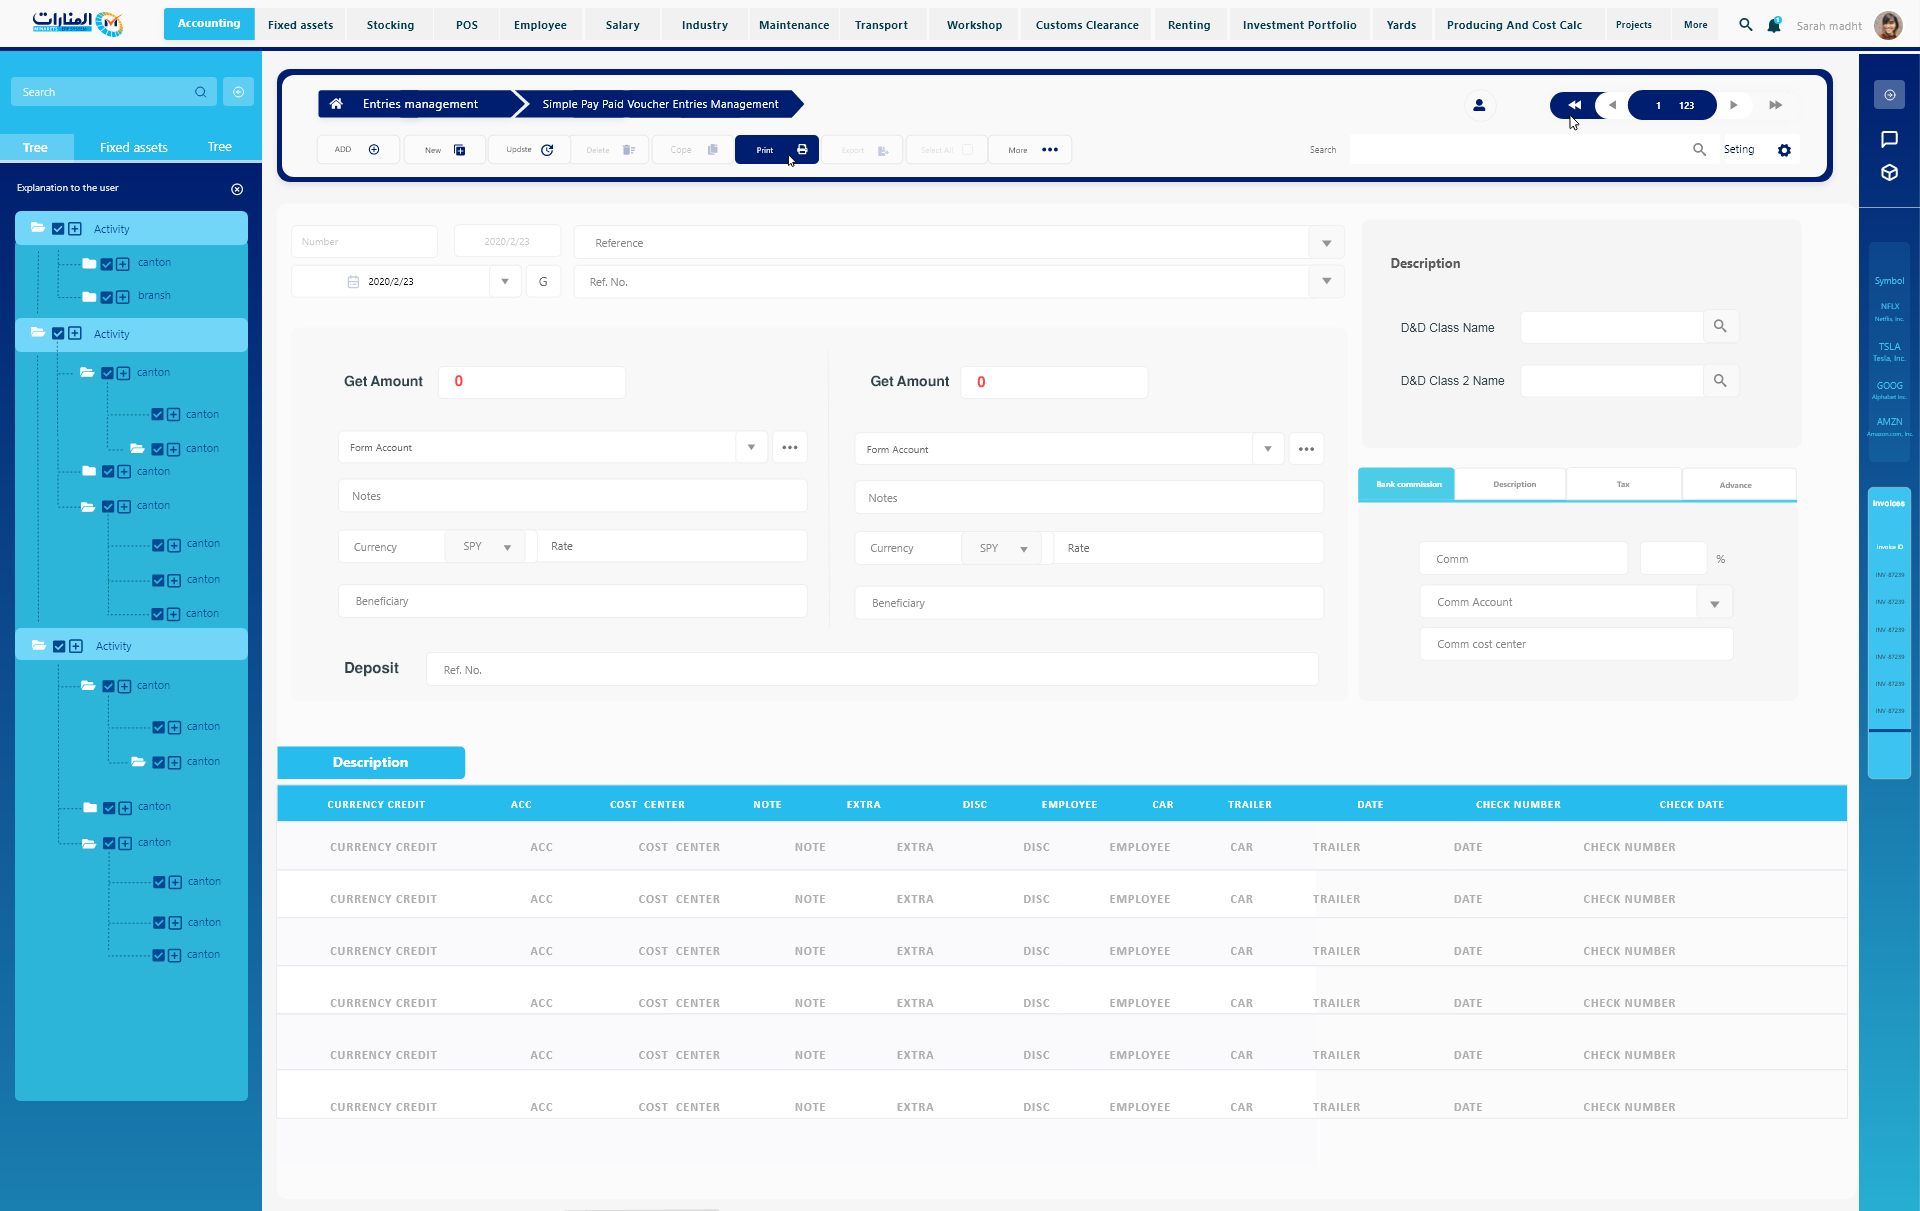 المنارات
Accounting Fixed assets Stocking POS Employee Salary Industry Maintenance Transport Workshop Customs Clearance Renting Investment Portfolio Yards Producing And Cost Calc Projects More Sarah madht
Search
Tree Fixed assets Tree
Explanation to the user
Activity
canton
bransh
Activity
canton
canton
canton
canton
canton
canton
canton
canton
Activity
canton
canton
canton
canton
canton
canton
canton
canton
Entries management Simple Pay Paid Voucher Entries Management
1 123
ADD New Update Delete Cope Print Export Select All More Search Seting
Number 2020/2/23 Reference
2020/2/23 G Ref. No.
Get Amount 0 Get Amount 0
Form Account Form Account
Notes Notes
Currency SPY Rate Currency SPY Rate
Beneficiary Beneficiary
Deposit Ref. No.
Description
D&D Class Name
D&D Class 2 Name
Bank commission Description Tax Advance
Comm %
Comm Account
Comm cost center
Description
CURRENCY CREDIT ACC COST CENTER NOTE EXTRA DISC EMPLOYEE CAR TRAILER DATE CHECK NUMBER CHECK DATE
CURRENCY CREDIT ACC COST CENTER NOTE EXTRA DISC EMPLOYEE CAR TRAILER DATE CHECK NUMBER
CURRENCY CREDIT ACC COST CENTER NOTE EXTRA DISC EMPLOYEE CAR TRAILER DATE CHECK NUMBER
CURRENCY CREDIT ACC COST CENTER NOTE EXTRA DISC EMPLOYEE CAR TRAILER DATE CHECK NUMBER
CURRENCY CREDIT ACC COST CENTER NOTE EXTRA DISC EMPLOYEE CAR TRAILER DATE CHECK NUMBER
CURRENCY CREDIT ACC COST CENTER NOTE EXTRA DISC EMPLOYEE CAR TRAILER DATE CHECK NUMBER
CURRENCY CREDIT ACC COST CENTER NOTE EXTRA DISC EMPLOYEE CAR TRAILER DATE CHECK NUMBER
Symbol
NFLX
Netflix, Inc.
TSLA
Tesla, Inc.
GOOG
Alphabet Inc.
AMZN
Amazon.com, Inc.
Invoices
Invoice ID
INV-87239
INV-87239
INV-87239
INV-87239
INV-87239
INV-87239